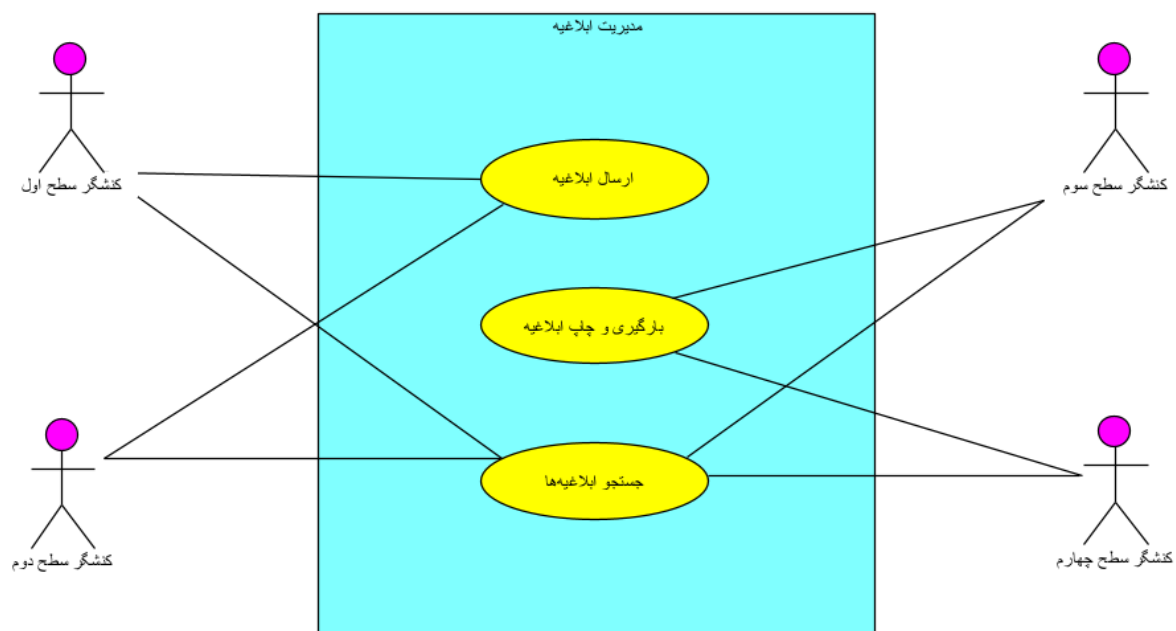 مدیریت ابلاغیه
کنشگر سطح سوم
ارسال ابلاغیه
کنشگر سطح اول
بارگیری و چاپ ابلاغیه
جستجو ابلاغیه‌ها
کنشگر سطح چهارم
کنشگر سطح دوم